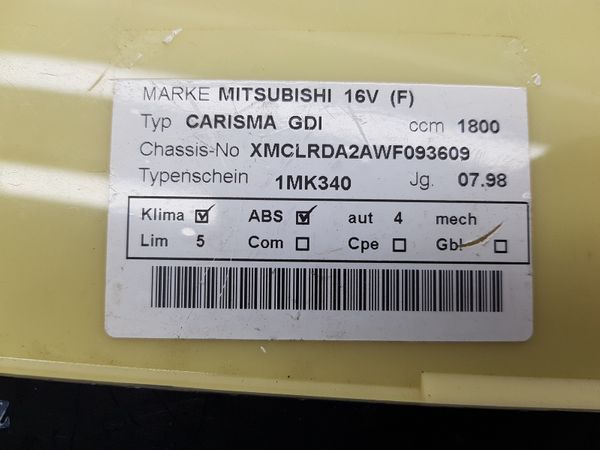 MARKE MITSUBISHI 16V (F)
Typ CARISMA GDI ccm 1800
Chassis-No XMCLRDA2AWF093609
Typenschein 1MK340 Jg. 07.98
Klima ☑ ABS ☑ aut 4 mech
Lim 5 Com ☐ Cpe ☐ Gbl ☐